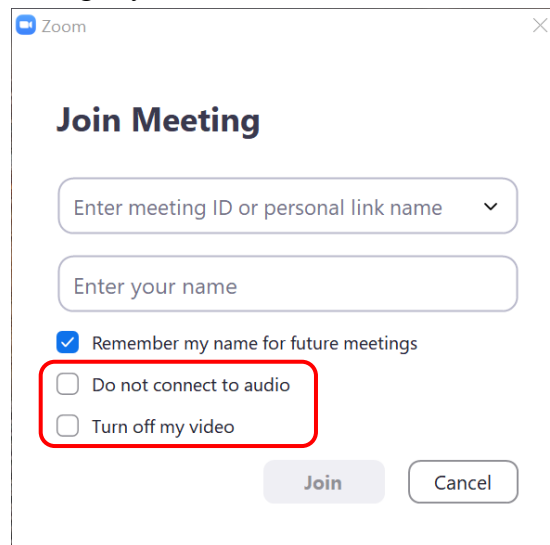 Zoom
Join Meeting
Enter meeting ID or personal link name
Enter your name
Remember my name for future meetings
Do not connect to audio
Turn off my video
Join Cancel